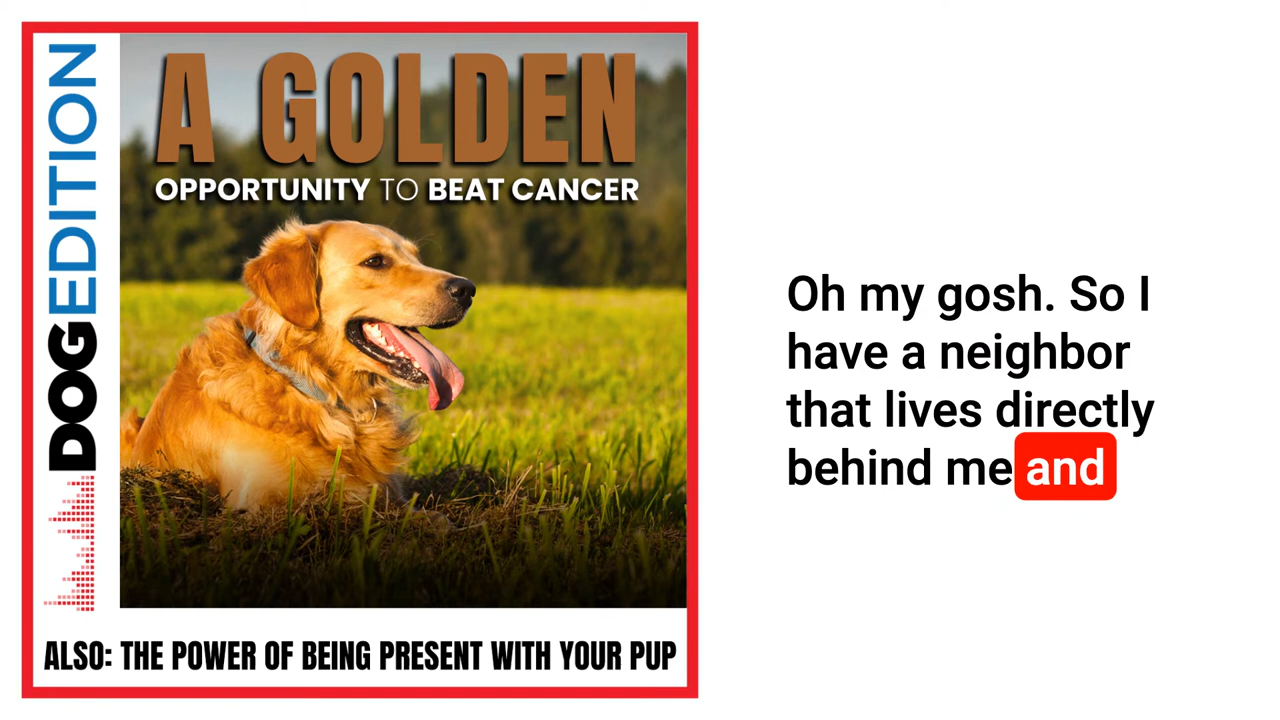 DOGEDITION
A GOLDEN
OPPORTUNITY TO BEAT CANCER
ALSO: THE POWER OF BEING PRESENT WITH YOUR PUP
Oh my gosh. So I
have a neighbor
that lives directly
behind me and